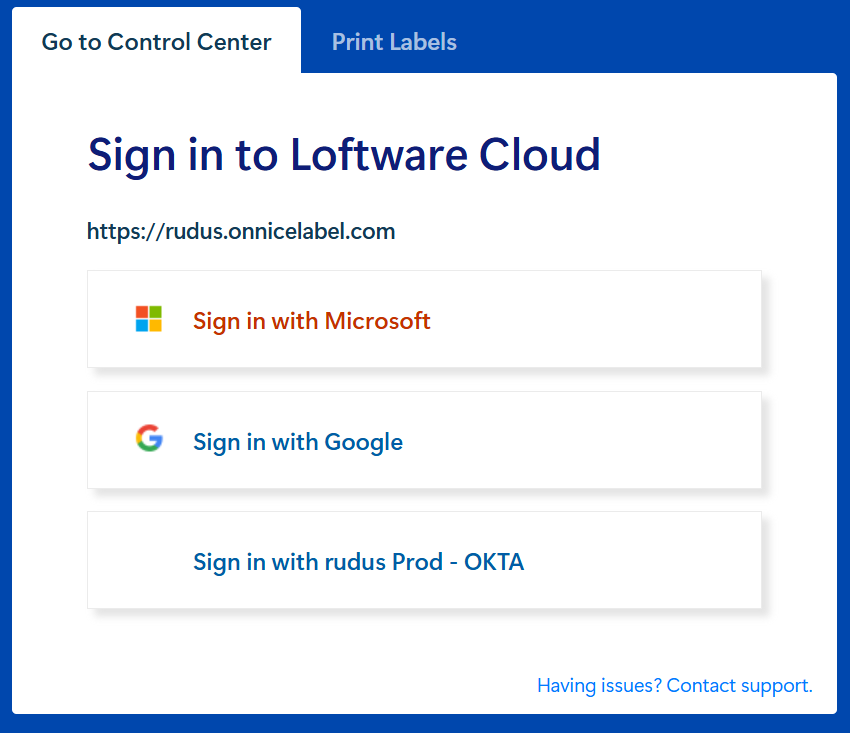 Go to Control Center
Print Labels
Sign in to Loftware Cloud
https://rudus.onnicelabel.com
Sign in with Microsoft
Sign in with Google
Sign in with rudus Prod - OKTA
Having issues? Contact support.